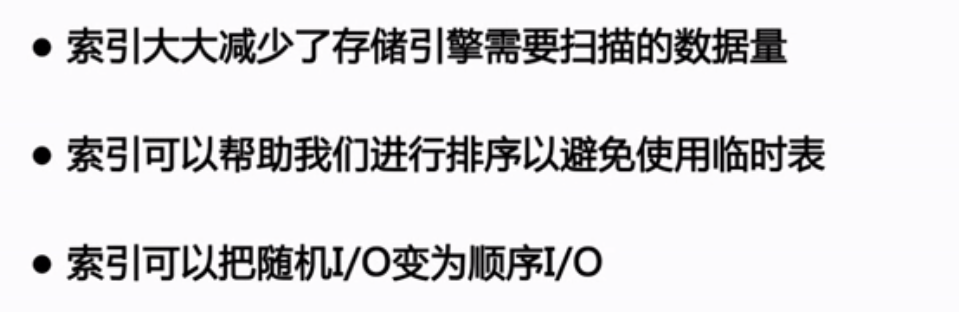 ● 索引大大减少了存储引擎需要扫描的数据量
● 索引可以帮助我们进行排序以避免使用临时表
● 索引可以把随机I/O变为顺序I/O